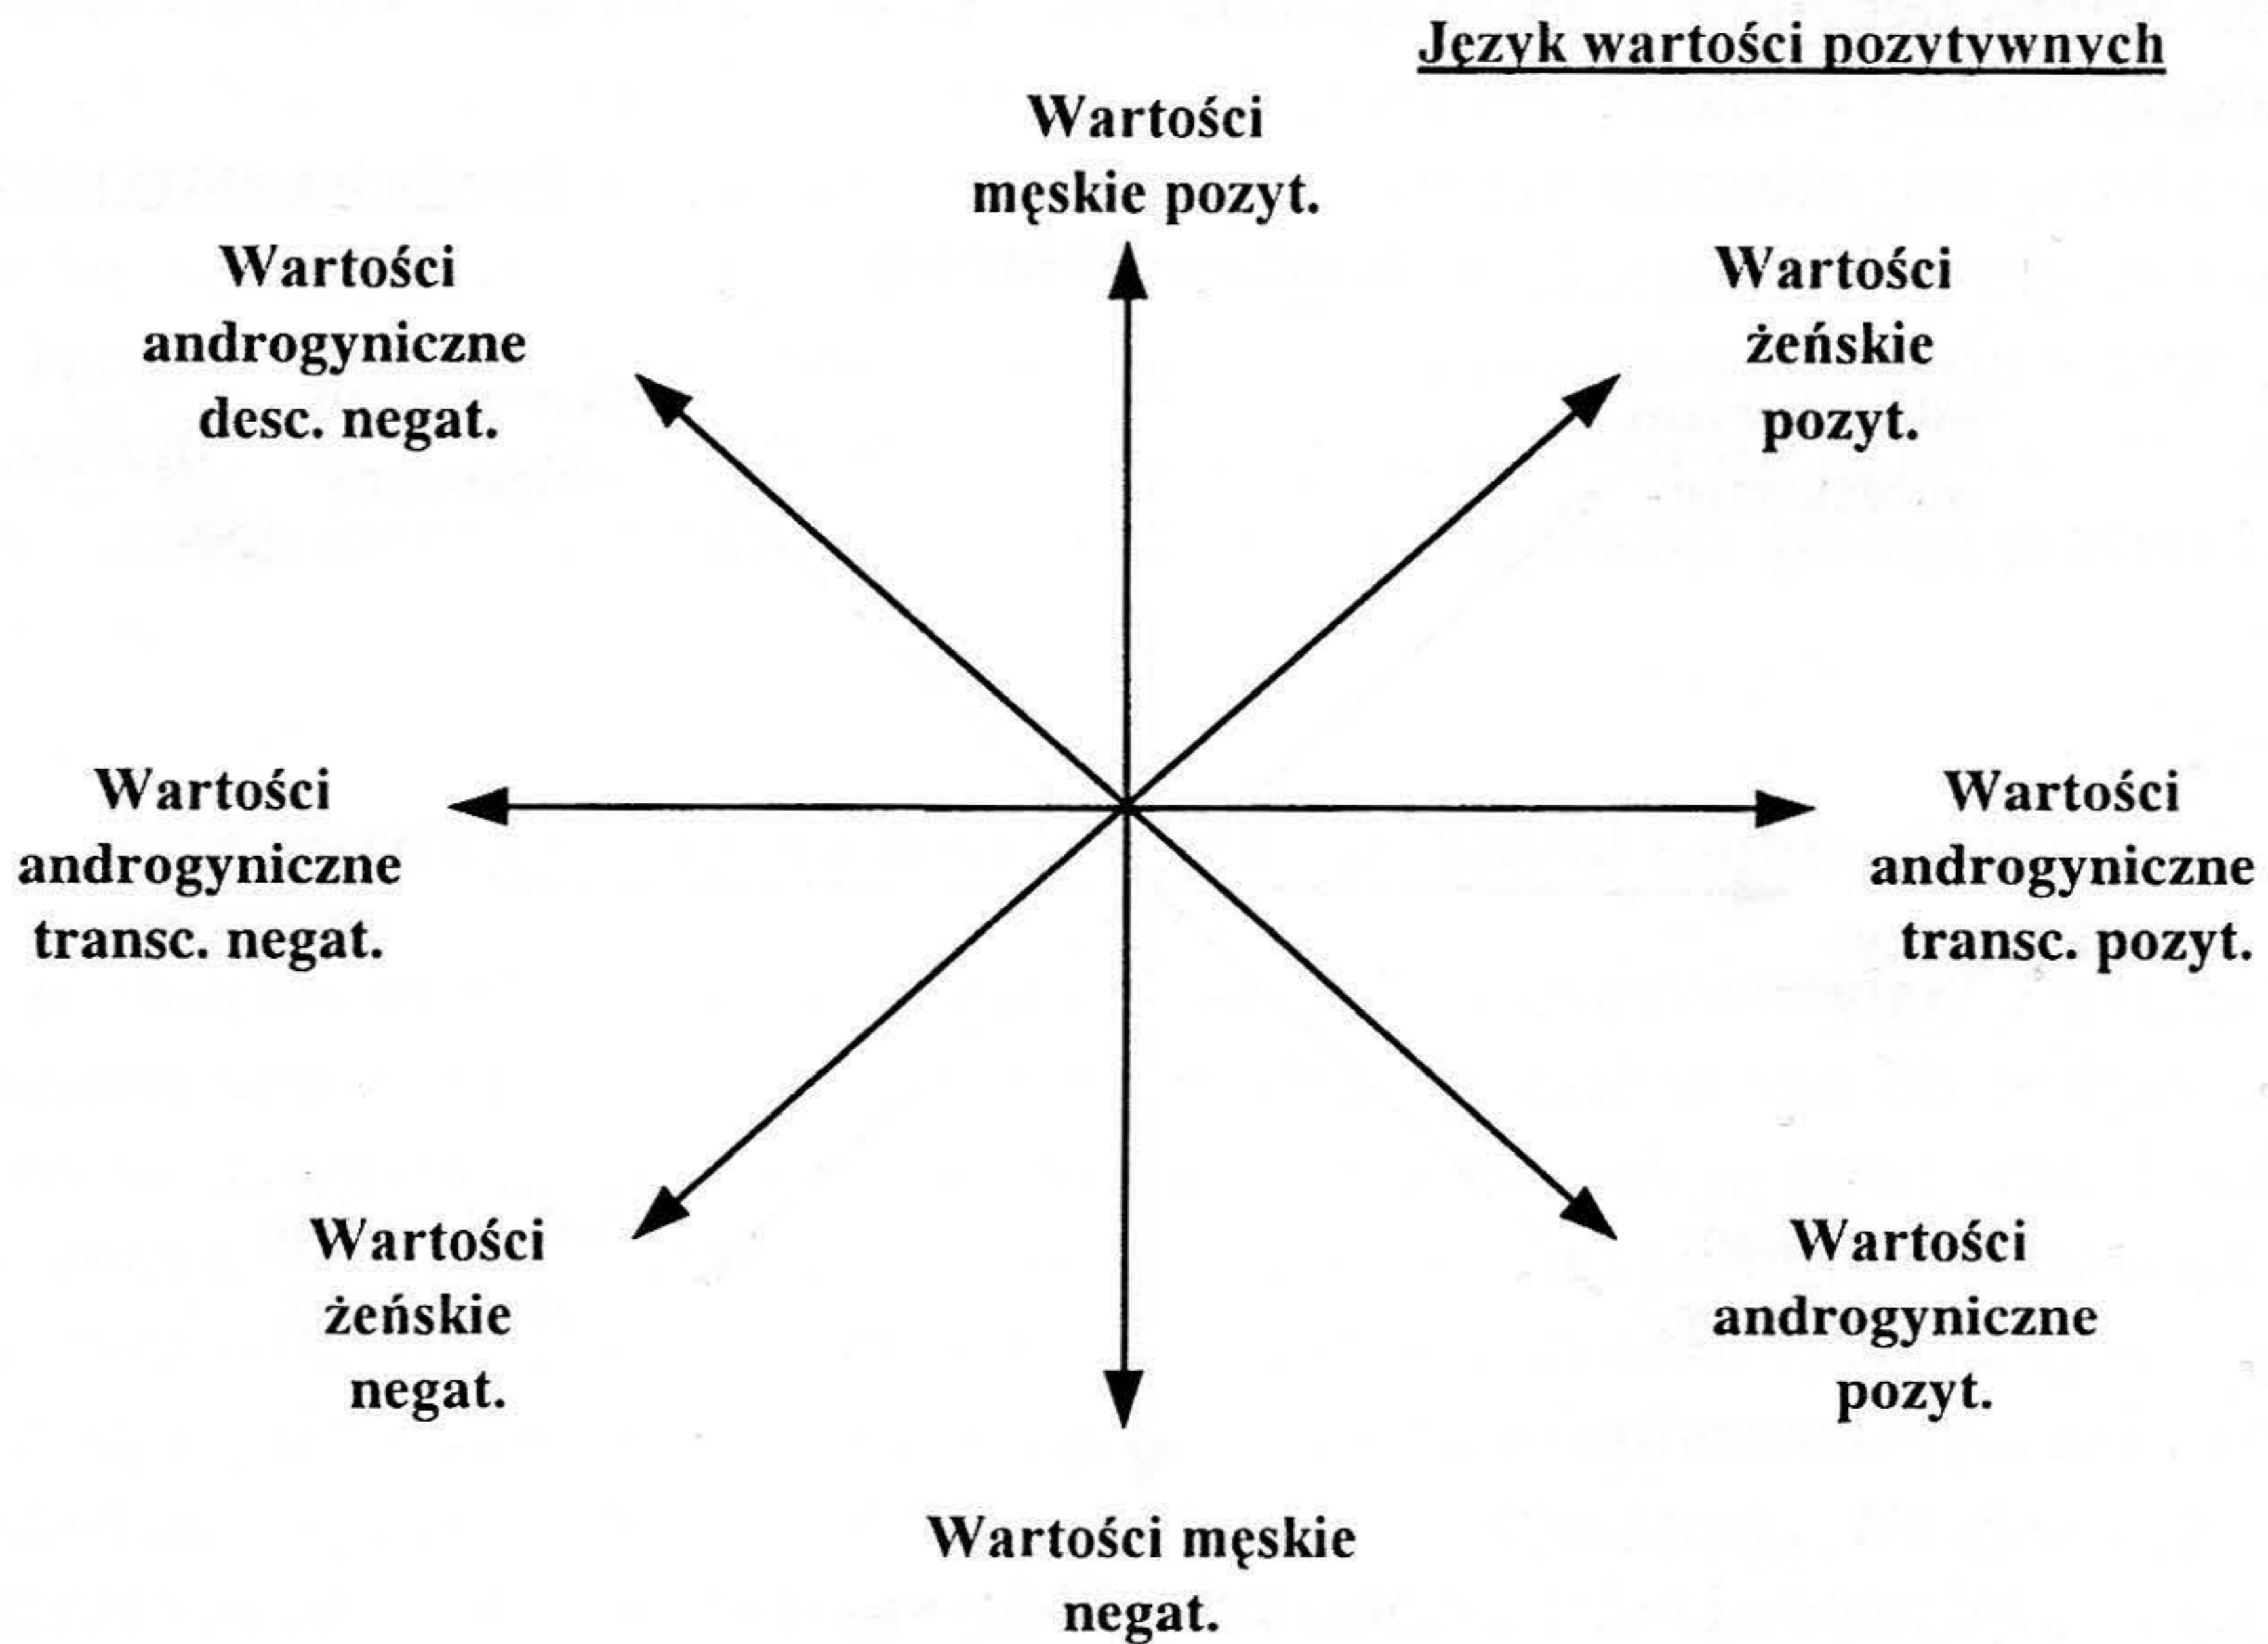 Język wartości pozytywnych
Wartości
męskie pozyt.
Wartości
androgyniczne
desc. negat.
Wartości
żeńskie
pozyt.
Wartości
androgyniczne
transc. negat.
Wartości
androgyniczne
transc. pozyt.
Wartości
żeńskie
negat.
Wartości
androgyniczne
pozyt.
Wartości męskie
negat.